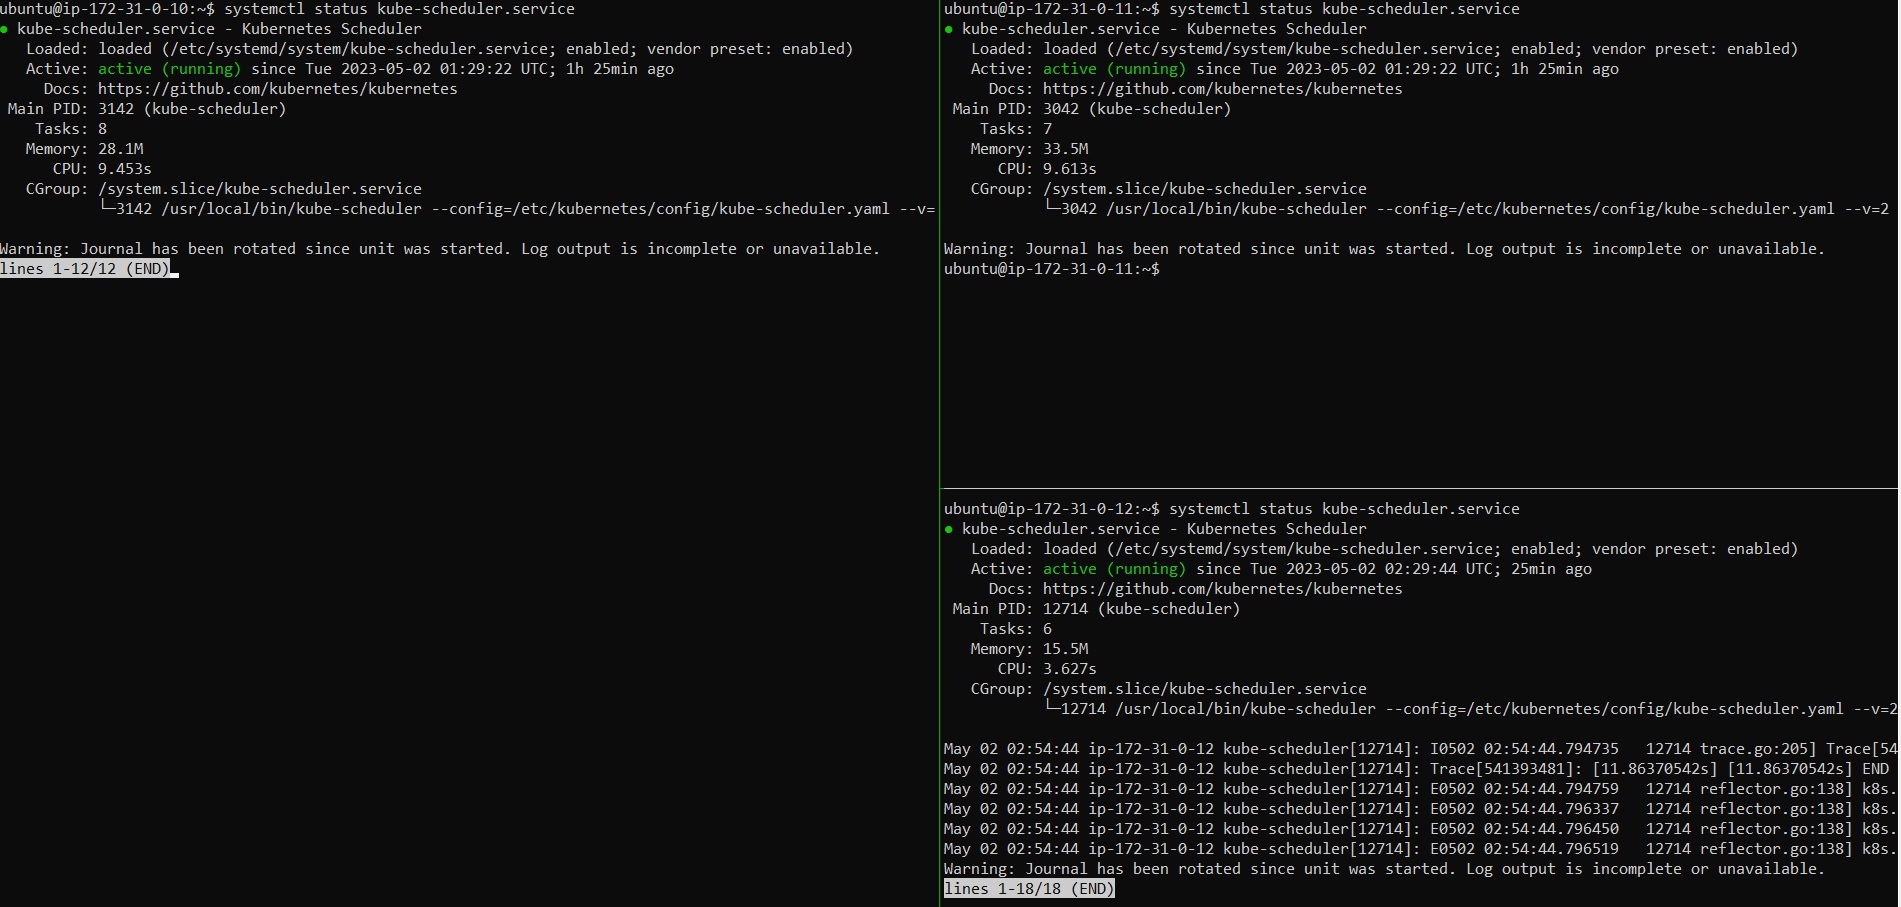 ubuntu@ip-172-31-0-10:~$ systemctl status kube-scheduler.service
● kube-scheduler.service - Kubernetes Scheduler
Loaded: loaded (/etc/systemd/system/kube-scheduler.service; enabled; vendor preset: enabled)
Active: active (running) since Tue 2023-05-02 01:29:22 UTC; 1h 25min ago
Docs: https://github.com/kubernetes/kubernetes
Main PID: 3142 (kube-scheduler)
Tasks: 8
Memory: 28.1M
CPU: 9.453s
CGroup: /system.slice/kube-scheduler.service
└─3142 /usr/local/bin/kube-scheduler --config=/etc/kubernetes/config/kube-scheduler.yaml --v=
Warning: Journal has been rotated since unit was started. Log output is incomplete or unavailable.
lines 1-12/12 (END)
ubuntu@ip-172-31-0-11:~$ systemctl status kube-scheduler.service
● kube-scheduler.service - Kubernetes Scheduler
Loaded: loaded (/etc/systemd/system/kube-scheduler.service; enabled; vendor preset: enabled)
Active: active (running) since Tue 2023-05-02 01:29:22 UTC; 1h 25min ago
Docs: https://github.com/kubernetes/kubernetes
Main PID: 3042 (kube-scheduler)
Tasks: 7
Memory: 33.5M
CPU: 9.613s
CGroup: /system.slice/kube-scheduler.service
└─3042 /usr/local/bin/kube-scheduler --config=/etc/kubernetes/config/kube-scheduler.yaml --v=2
Warning: Journal has been rotated since unit was started. Log output is incomplete or unavailable.
ubuntu@ip-172-31-0-11:~$
ubuntu@ip-172-31-0-12:~$ systemctl status kube-scheduler.service
● kube-scheduler.service - Kubernetes Scheduler
Loaded: loaded (/etc/systemd/system/kube-scheduler.service; enabled; vendor preset: enabled)
Active: active (running) since Tue 2023-05-02 02:29:44 UTC; 25min ago
Docs: https://github.com/kubernetes/kubernetes
Main PID: 12714 (kube-scheduler)
Tasks: 6
Memory: 15.5M
CPU: 3.627s
CGroup: /system.slice/kube-scheduler.service
└─12714 /usr/local/bin/kube-scheduler --config=/etc/kubernetes/config/kube-scheduler.yaml --v=2
May 02 02:54:44 ip-172-31-0-12 kube-scheduler[12714]: I0502 02:54:44.794735   12714 trace.go:205] Trace[54
May 02 02:54:44 ip-172-31-0-12 kube-scheduler[12714]: Trace[541393481]: [11.86370542s] [11.86370542s] END
May 02 02:54:44 ip-172-31-0-12 kube-scheduler[12714]: E0502 02:54:44.794759   12714 reflector.go:138] k8s.
May 02 02:54:44 ip-172-31-0-12 kube-scheduler[12714]: E0502 02:54:44.796337   12714 reflector.go:138] k8s.
May 02 02:54:44 ip-172-31-0-12 kube-scheduler[12714]: E0502 02:54:44.796450   12714 reflector.go:138] k8s.
May 02 02:54:44 ip-172-31-0-12 kube-scheduler[12714]: E0502 02:54:44.796519   12714 reflector.go:138] k8s.
Warning: Journal has been rotated since unit was started. Log output is incomplete or unavailable.
lines 1-18/18 (END)